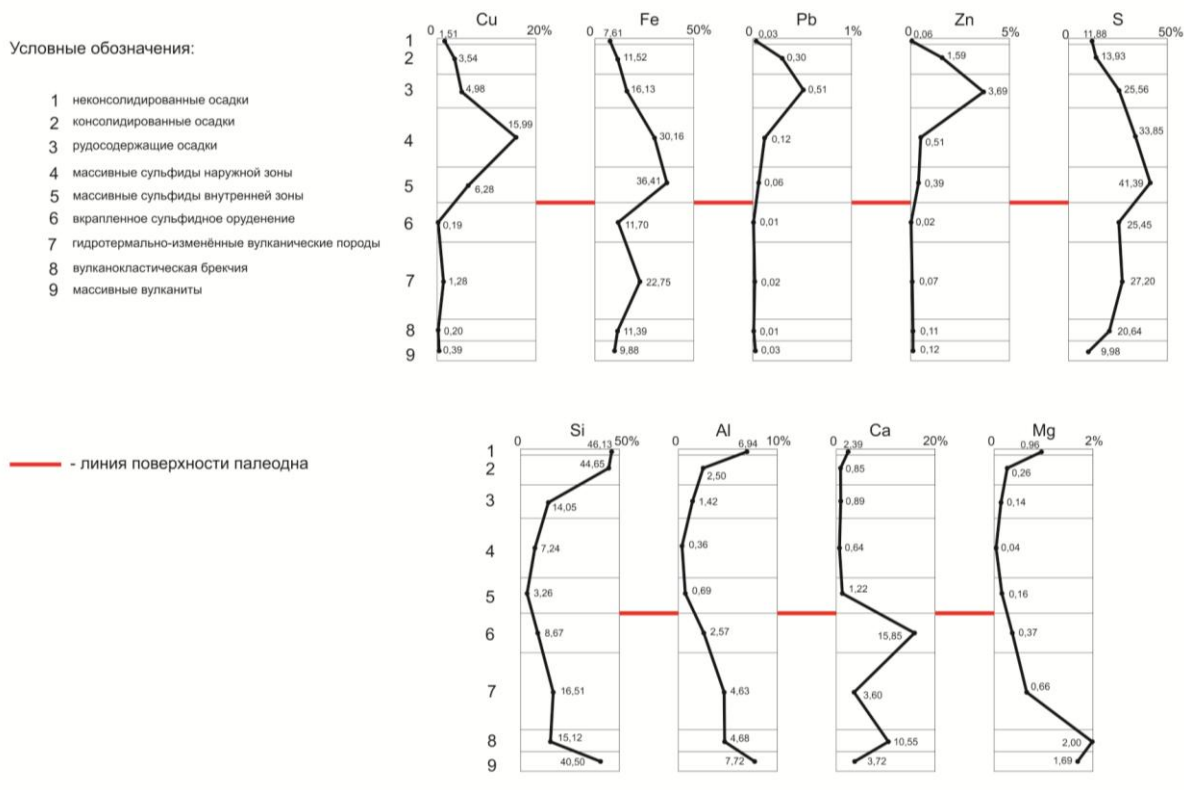 Cu Fe Pb Zn S
0 20% 0 50% 0 1% 0 5% 0 50%
Условные обозначения:
1 неконсолидированные осадки
2 консолидированные осадки
3 рудосодержащие осадки
4 массивные сульфиды наружной зоны
5 массивные сульфиды внутренней зоны
6 вкрапленное сульфидное оруденение
7 гидротермально-изменённые вулканические породы
8 вулканокластическая брекчия
9 массивные вулканиты
1 1,51 7,61 0,03 0,06 11,88
2 3,54 11,52 0,30 1,59 13,93
3 4,98 16,13 0,51 3,69 25,56
4 15,99 30,16 0,12 0,51 33,85
5 6,28 36,41 0,06 0,39 41,39
6 0,19 11,70 0,01 0,02 25,45
7 1,28 22,75 0,02 0,07 27,20
8 0,20 11,39 0,01 0,11 20,64
9 0,39 9,88 0,03 0,12 9,98
- линия поверхности палеодна
Si Al Ca Mg
0 50% 0 10% 0 20% 0 2%
1 46,13 6,94 2,39 0,96
2 44,65 2,50 0,85 0,26
3 14,05 1,42 0,89 0,14
4 7,24 0,36 0,64 0,04
5 3,26 0,69 1,22 0,16
6 8,67 2,57 15,85 0,37
7 16,51 4,63 3,60 0,66
8 15,12 4,68 10,55 2,00
9 40,50 7,72 3,72 1,69